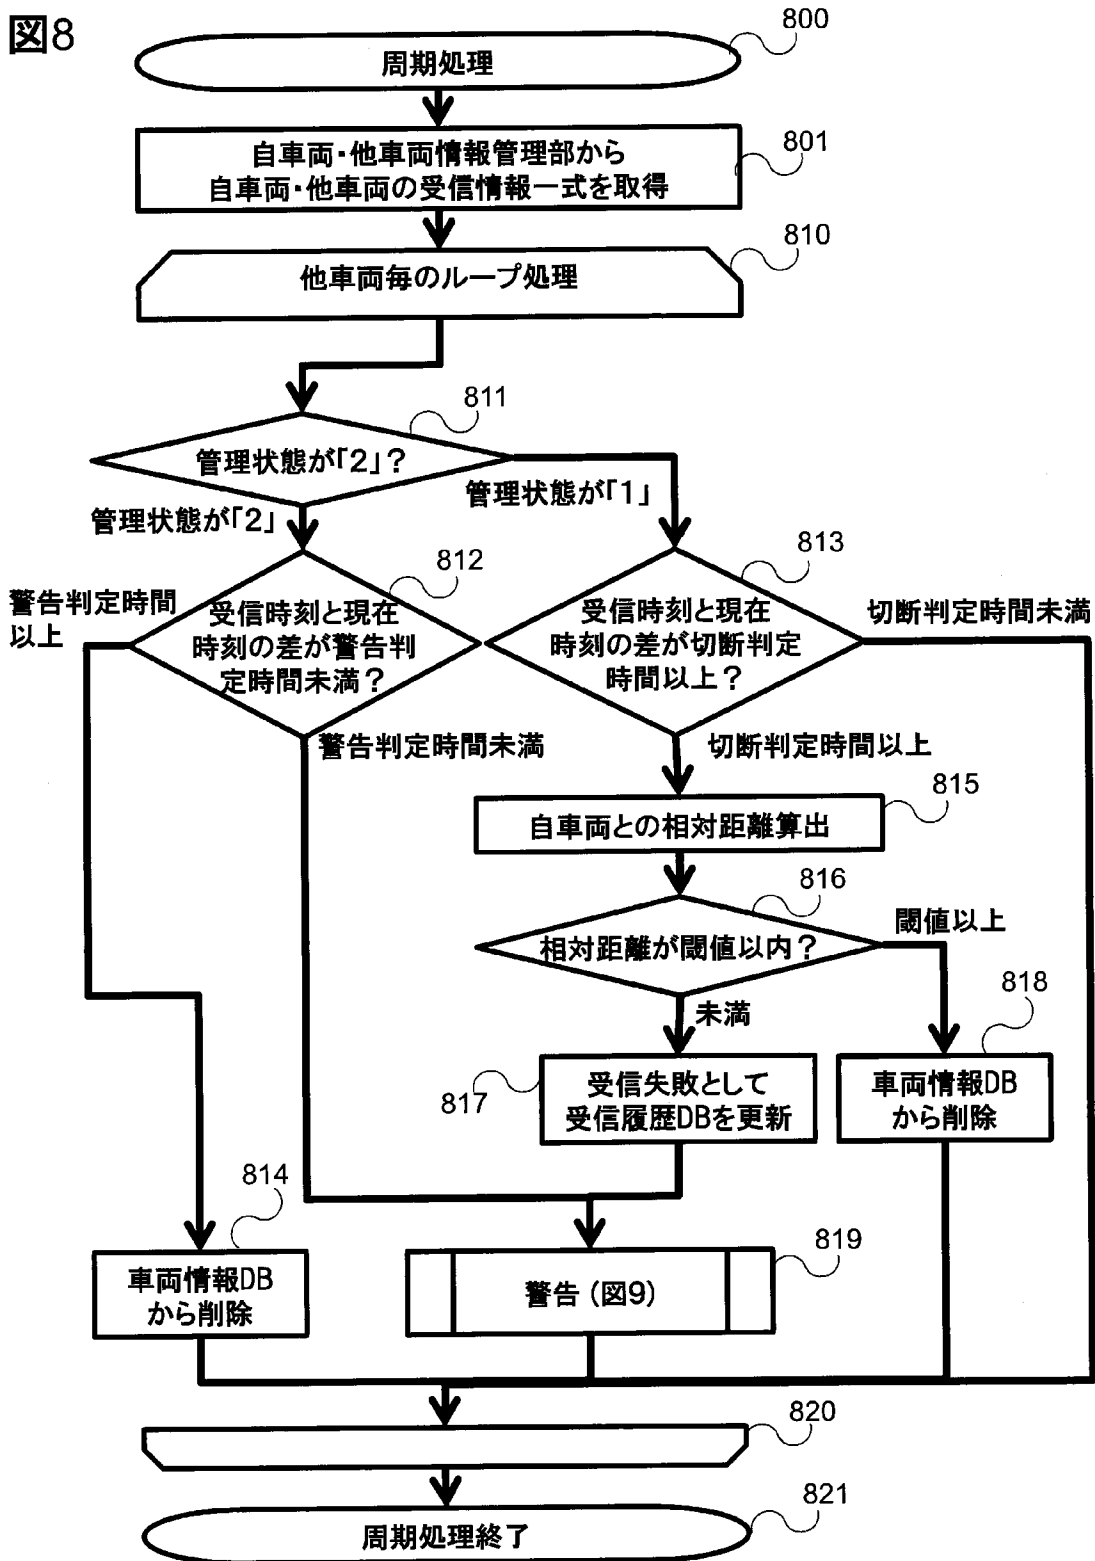 図8
800
周期処理
自車両・他車両情報管理部から
自車両・他車両の受信情報一式を取得
801
810
他車両毎のループ処理
811
管理状態が「2」？
管理状態が「1」
管理状態が「2」
812
813
警告判定時間
以上
受信時刻と現在
時刻の差が警告判
定時間未満？
受信時刻と現在
時刻の差が切断判定
時間以上？
切断判定時間未満
警告判定時間未満
切断判定時間以上
815
自車両との相対距離算出
816
相対距離が閾値以内？
閾値以上
未満
818
817
受信失敗として
受信履歴DBを更新
車両情報DB
から削除
814
車両情報DB
から削除
819
警告（図9）
820
821
周期処理終了